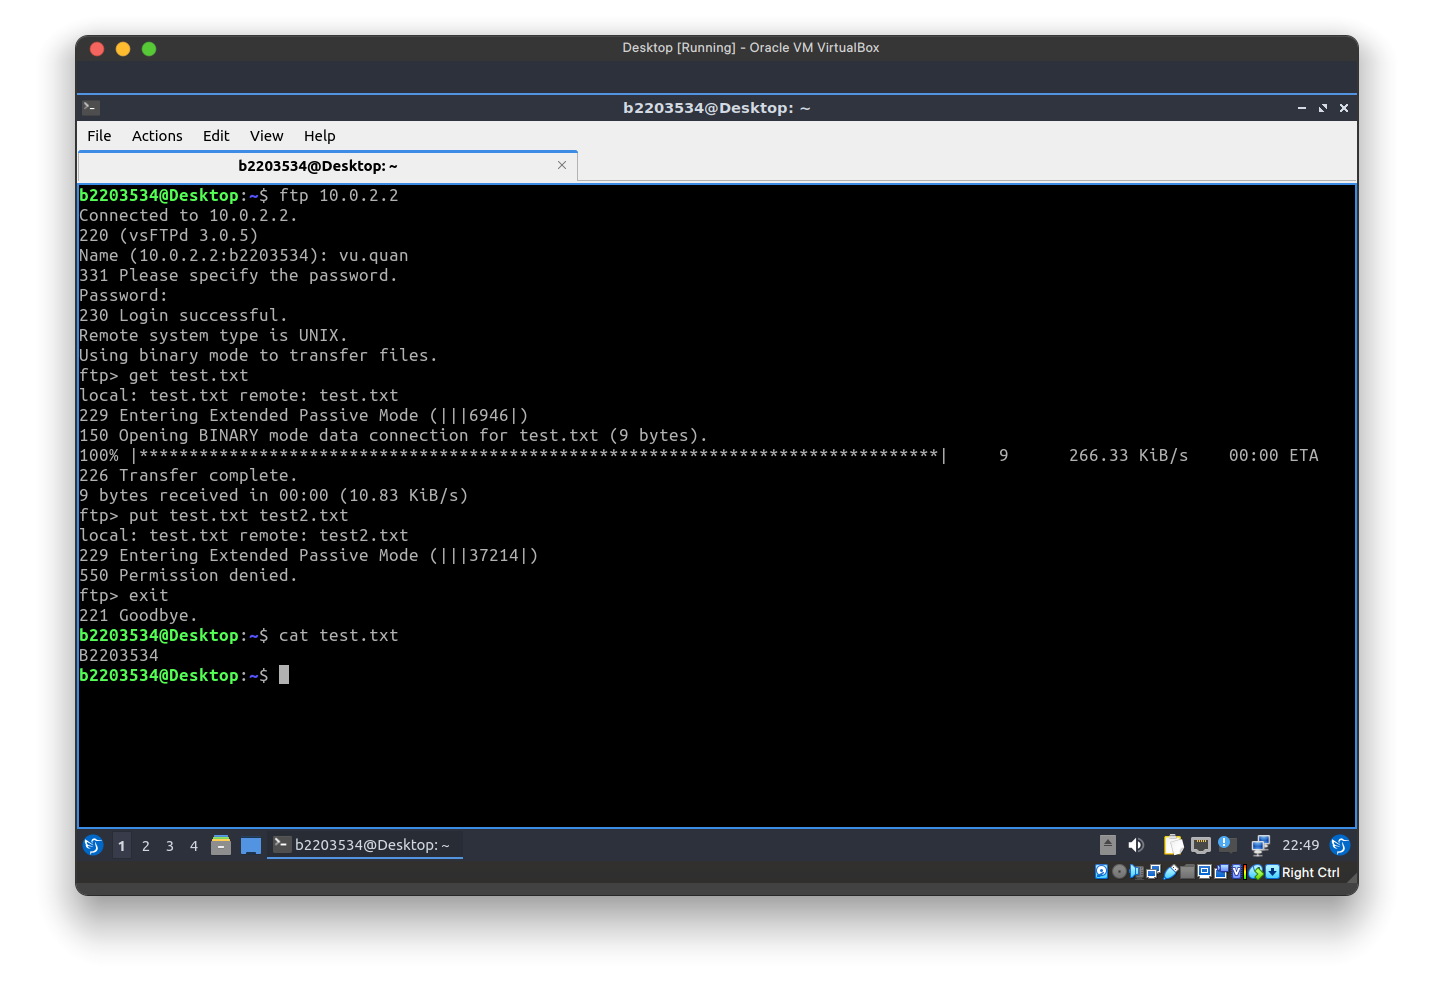 Desktop [Running] - Oracle VM VirtualBox
b2203534@Desktop: ~
File Actions Edit View Help
b2203534@Desktop: ~
b2203534@Desktop:~$ ftp 10.0.2.2
Connected to 10.0.2.2.
220 (vsFTPd 3.0.5)
Name (10.0.2.2:b2203534): vu.quan
331 Please specify the password.
Password:
230 Login successful.
Remote system type is UNIX.
Using binary mode to transfer files.
ftp> get test.txt
local: test.txt remote: test.txt
229 Entering Extended Passive Mode (|||6946|)
150 Opening BINARY mode data connection for test.txt (9 bytes).
100% |********************************************************************************| 9 266.33 KiB/s 00:00 ETA
226 Transfer complete.
9 bytes received in 00:00 (10.83 KiB/s)
ftp> put test.txt test2.txt
local: test.txt remote: test2.txt
229 Entering Extended Passive Mode (|||37214|)
550 Permission denied.
ftp> exit
221 Goodbye.
b2203534@Desktop:~$ cat test.txt
B2203534
b2203534@Desktop:~$
1 2 3 4 b2203534@Desktop: ~ 22:49
Right Ctrl